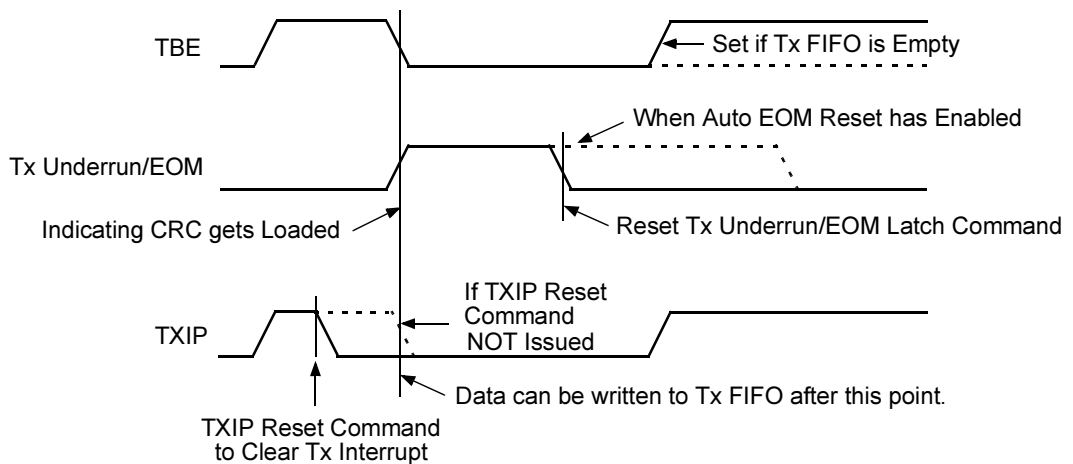 TBE
Set if Tx FIFO is Empty
When Auto EOM Reset has Enabled
Tx Underrun/EOM
Indicating CRC gets Loaded
Reset Tx Underrun/EOM Latch Command
If TXIP Reset
Command
NOT Issued
TXIP
Data can be written to Tx FIFO after this point.
TXIP Reset Command
to Clear Tx Interrupt